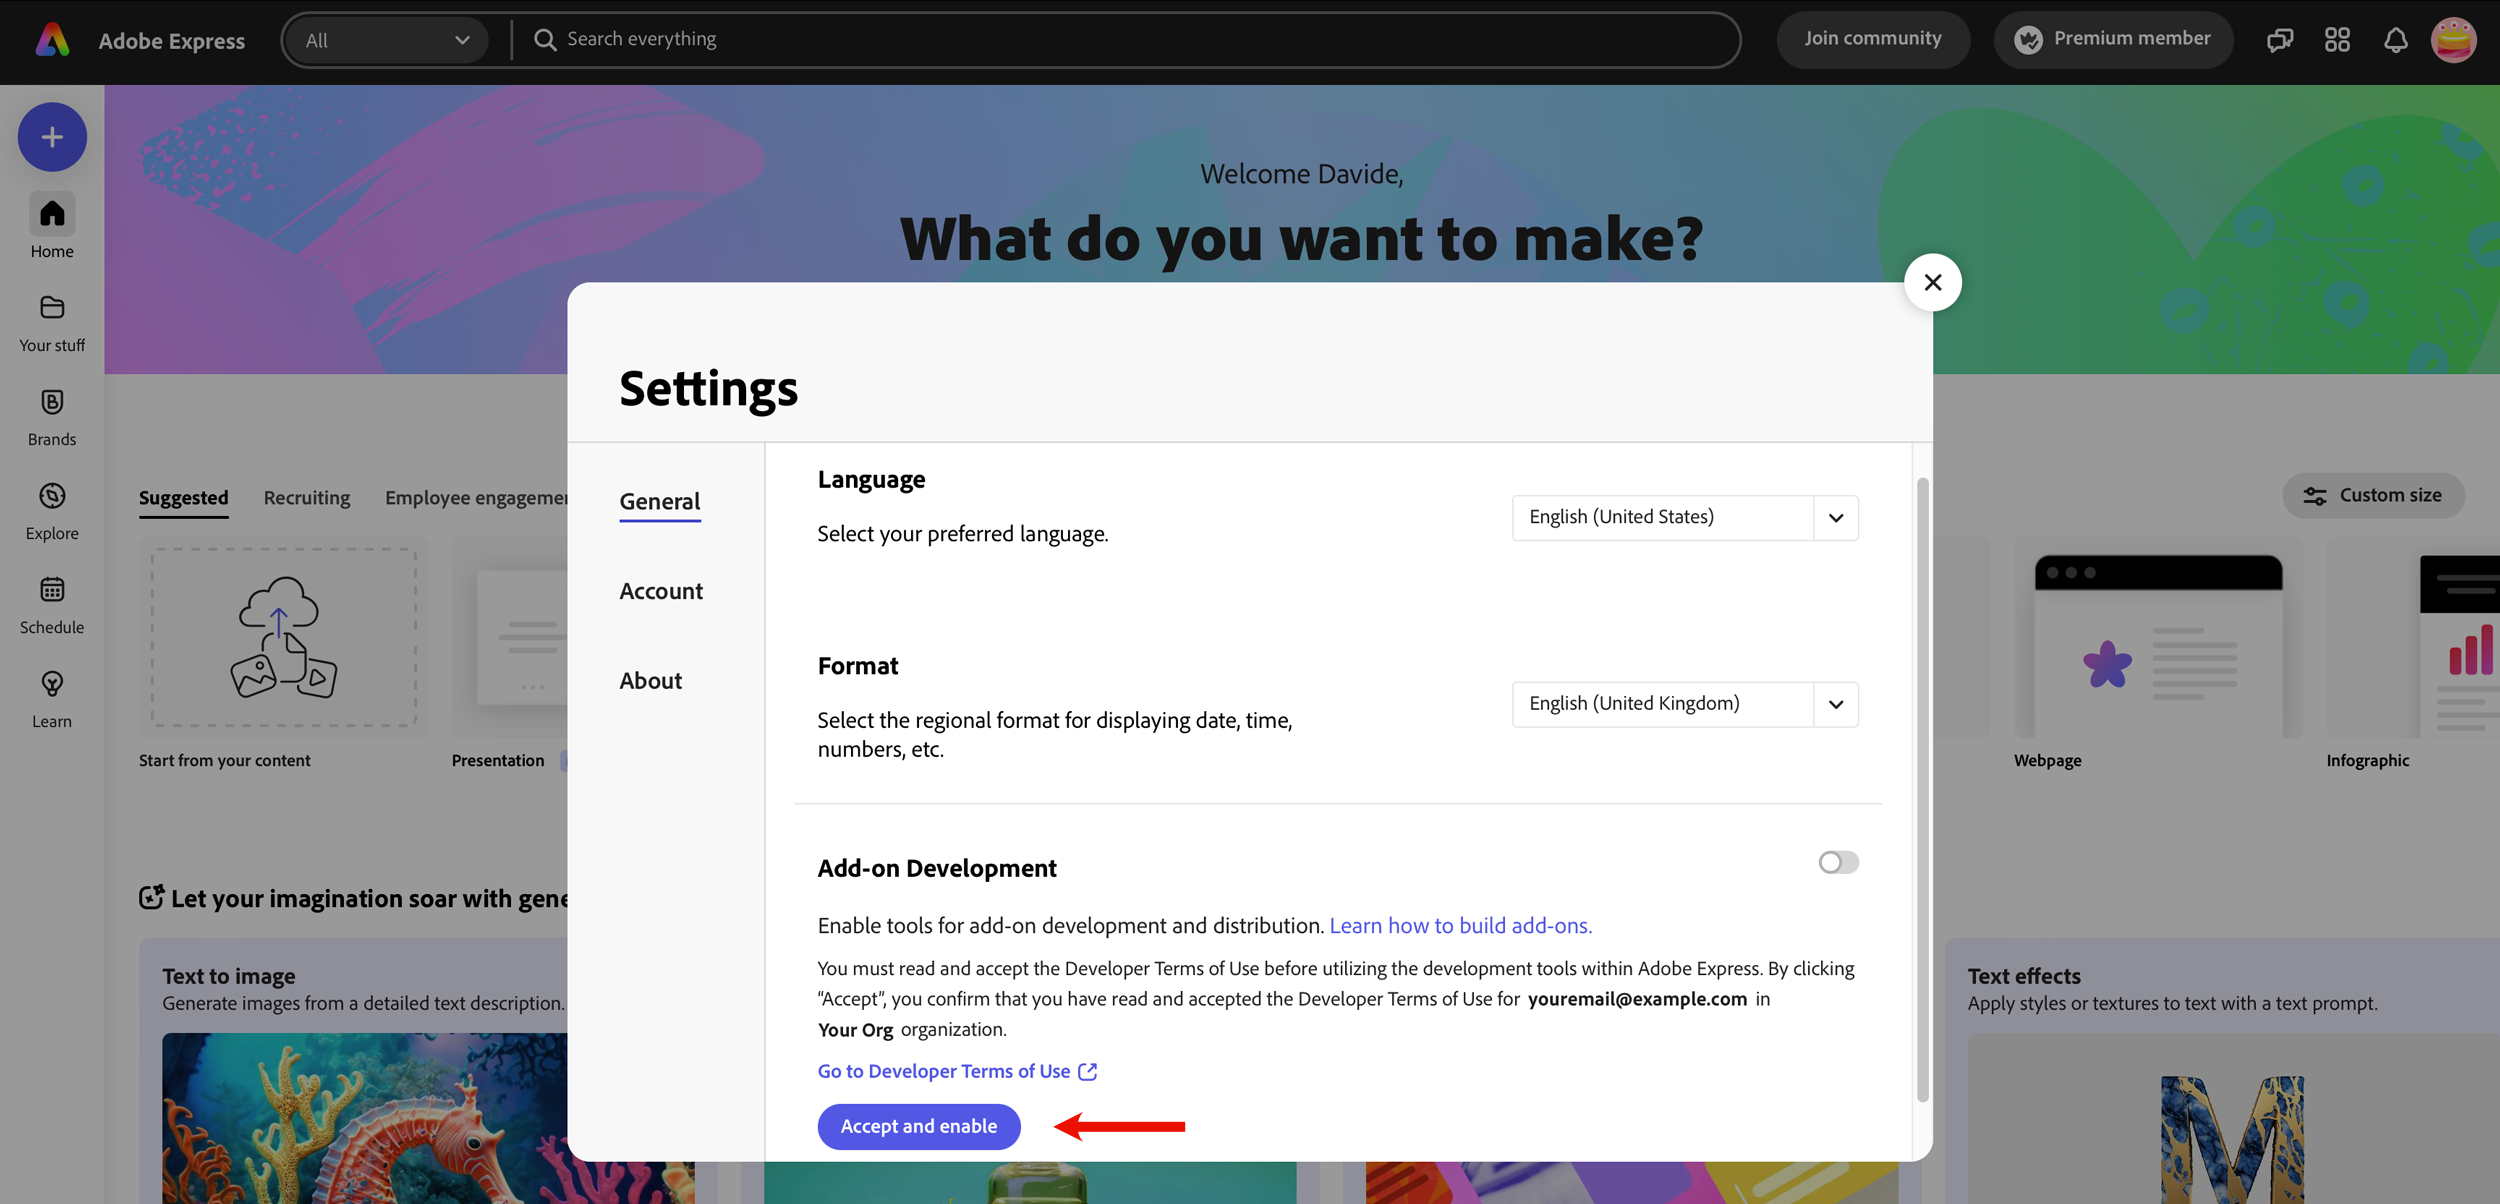 Adobe Express
All
Search everything
Join community
Premium member
Home
Your stuff
Brands
Explore
Schedule
Learn
Welcome Davide,
What do you want to make?
Suggested
Recruiting
Employee
Custom size
Start from your content
Presentation
Webpage
Infographic
Let your imagination soar with
Text to image
Generate images from a detailed text description.
Text effects
Apply styles or textures to text with a text prompt.
M
Settings
General
Account
About
Language
Select your preferred language.
English (United States)
Format
Select the regional format for displaying date, time,
numbers, etc.
English (United Kingdom)
Add-on Development
Enable tools for add-on development and distribution. Learn how to build add-ons.
You must read and accept the Developer Terms of Use before utilizing the development tools within Adobe Express. By clicking
“Accept”, you confirm that you have read and accepted the Developer Terms of Use for youremail@example.com in
Your Org organization.
Go to Developer Terms of Use
Accept and enable